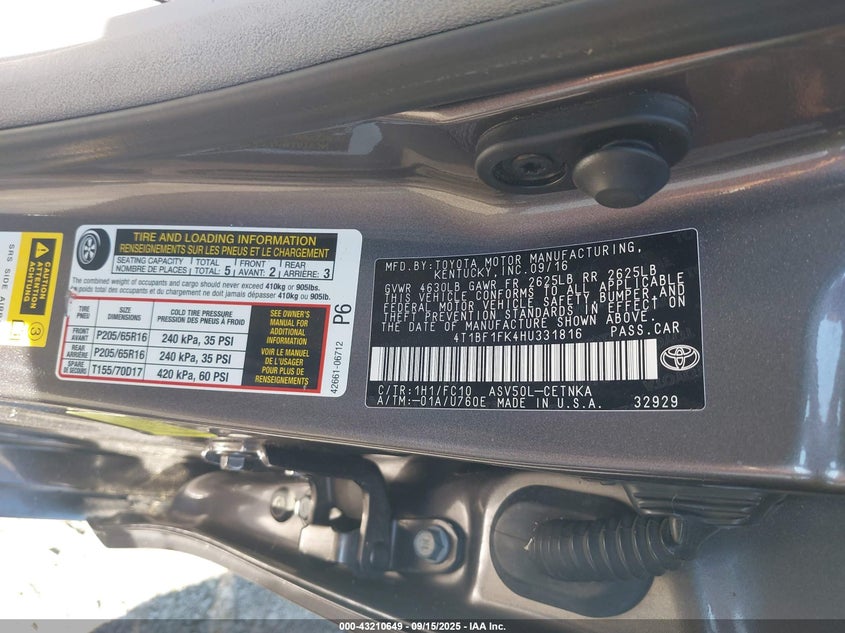 SRS SIDE AIRB
CAUTION
ATTENTION
ACHTUNG
TIRE AND LOADING INFORMATION
RENSEIGNEMENTS SUR LES PNEUS ET LE CHARGEMENT
SEATING CAPACITY TOTAL FRONT REAR
NOMBRE DE PLACES TOTAL: 5 AVANT: 2 ARRIÈRE: 3
The combined weight of occupants and cargo should never exceed 410kg or 905lbs.
Le poids total des occupants et du chargement ne doit jamais dépasser 410kg ou 905lb.
TIRE SIZE COLD TIRE PRESSURE
PNEU DIMENSIONS PRESSION DES PNEUS À FROID
FRONT AVANT P205/65R16 240 kPa, 35 PSI
REAR ARRIÈRE P205/65R16 240 kPa, 35 PSI
SPARE DE SECOURS T155/70D17 420 kPa, 60 PSI
SEE OWNER'S
MANUAL FOR
ADDITIONAL
INFORMATION
VOIR LE MANUEL
DE L'USAGER
POUR PLUS DE
RENSEIGNEMENTS
42661-06712 P6
MFD.BY:TOYOTA MOTOR MANUFACTURING,
KENTUCKY, INC.09/16
GVWR 4630LB GAWR FR 2625LB RR 2625LB
THIS VEHICLE CONFORMS TO ALL APPLICABLE
FEDERAL MOTOR VEHICLE SAFETY, BUMPER, AND
THEFT PREVENTION STANDARDS IN EFFECT ON
THE DATE OF MANUFACTURE SHOWN ABOVE.
4T1BF1FK4HU331816 PASS.CAR
C/TR:1H1/FC10 ASV50L-CETNKA
A/TM:-01A/U760E MADE IN U.S.A. 32929
TOYOTA
000-43210649 - 09/15/2025 - IAA Inc.